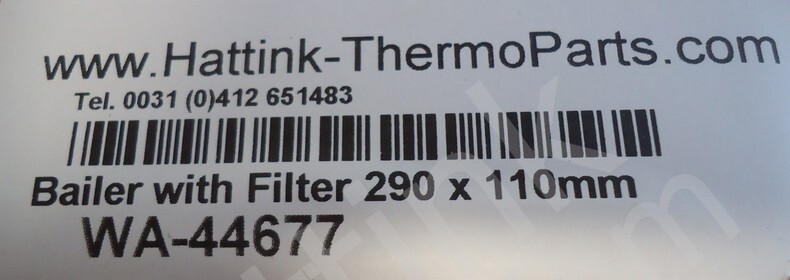 www.Hattink-ThermoParts.com
Tel. 0031 (0)412 651483
Bailer with Filter 290 x 110mm
WA-44677